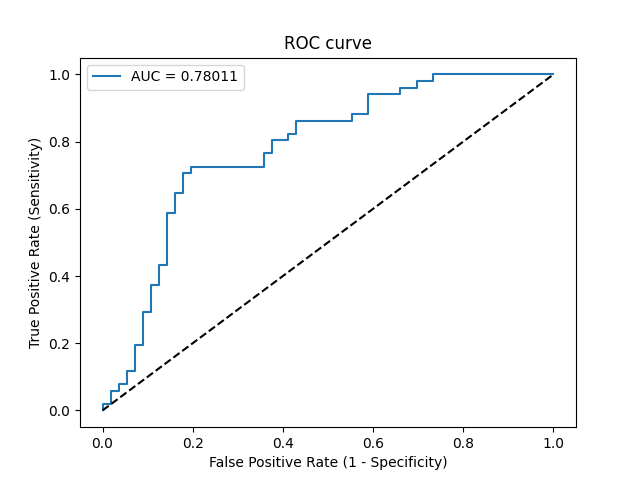 ROC curve
AUC = 0.78011
True Positive Rate (Sensitivity)
1.0
0.8
0.6
0.4
0.2
0.0
0.0 0.2 0.4 0.6 0.8 1.0
False Positive Rate (1 - Specificity)